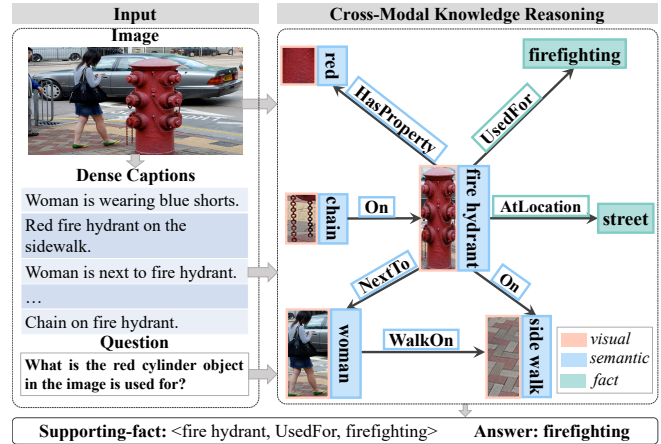 Input
Image
Dense Captions
Woman is wearing blue shorts.
Red fire hydrant on the
sidewalk.
Woman is next to fire hydrant.
…
Chain on fire hydrant.
Question
What is the red cylinder object
in the image is used for?
Cross-Modal Knowledge Reasoning
red
firefighting
HasProperty
UsedFor
chain
On
fire hydrant
AtLocation
street
NextTo
On
woman
WalkOn
side walk
visual
semantic
fact
Supporting-fact: <fire hydrant, UsedFor, firefighting> Answer: firefighting